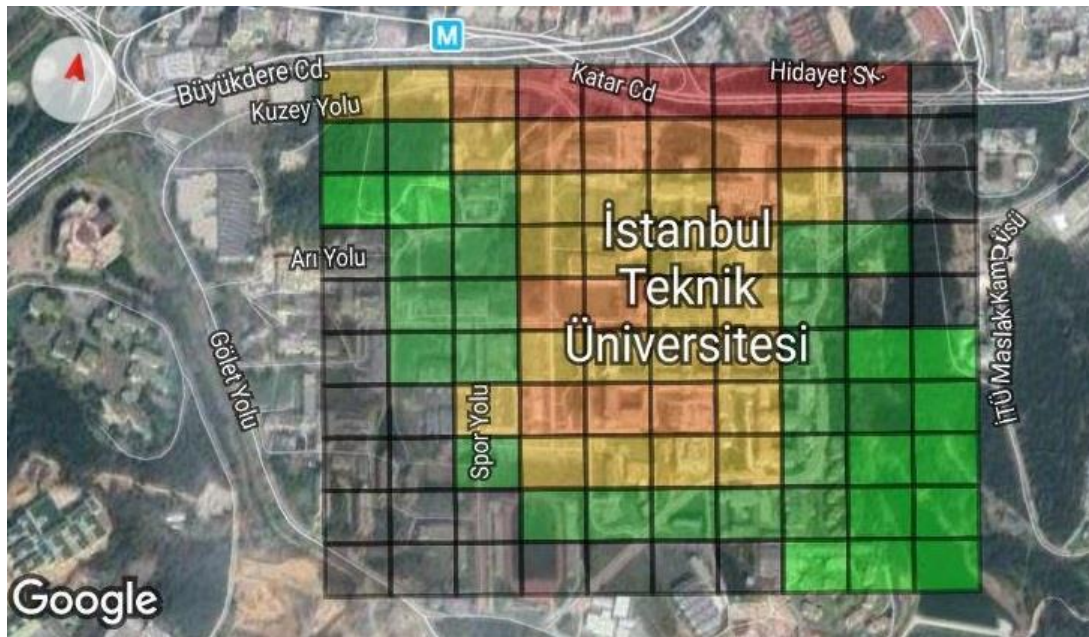 M
Büyükdere Cd.
Katar Cd
Hidayet Sk.
Kuzey Yolu
İstanbul
Teknik
Üniversitesi
Arı Yolu
İTÜ Maslak Kampüsü
Gölet Yolu
Spor Yolu
Google